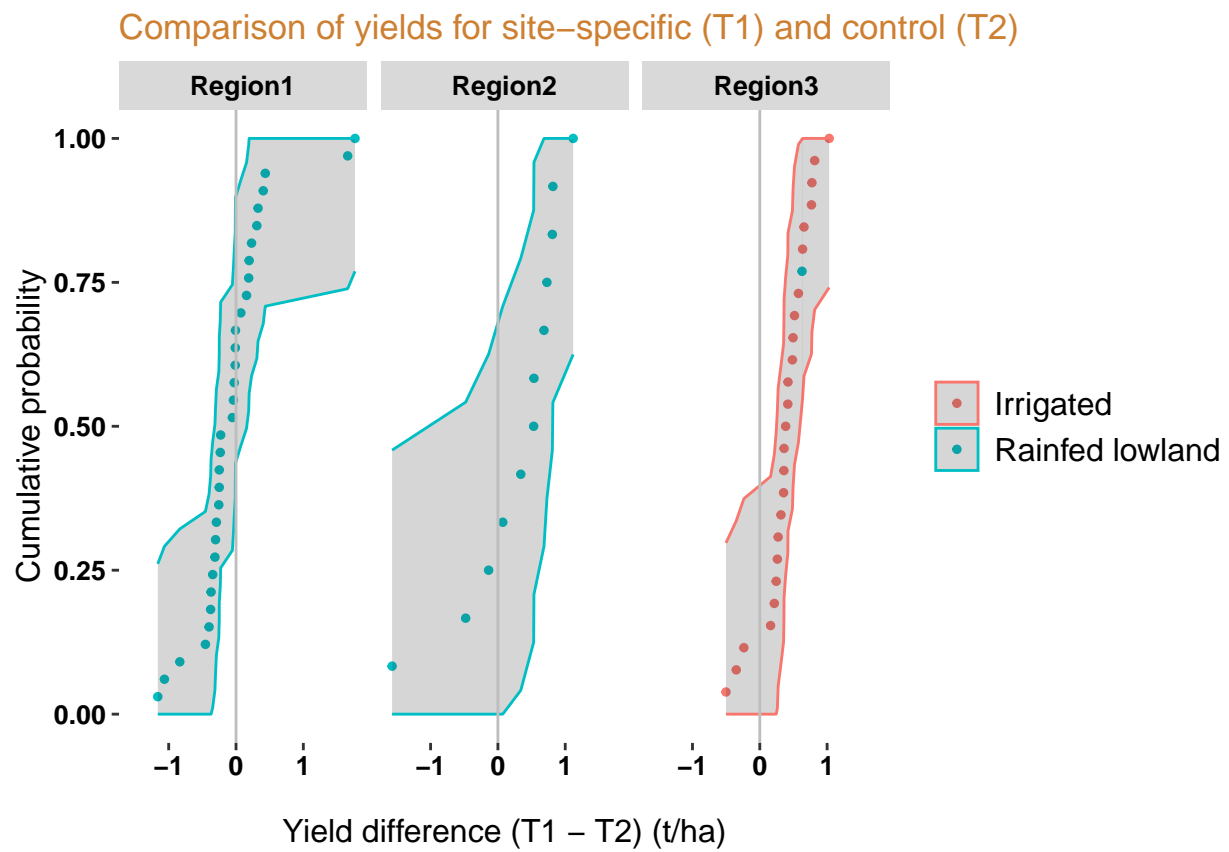 Comparison of yields for site−specific (T1) and control (T2)
Region1 Region2 Region3
1.00
0.75
0.50
0.25
0.00
Cumulative probability
Irrigated
Rainfed lowland
−1 0 1 −1 0 1 −1 0 1
Yield difference (T1 − T2) (t/ha)